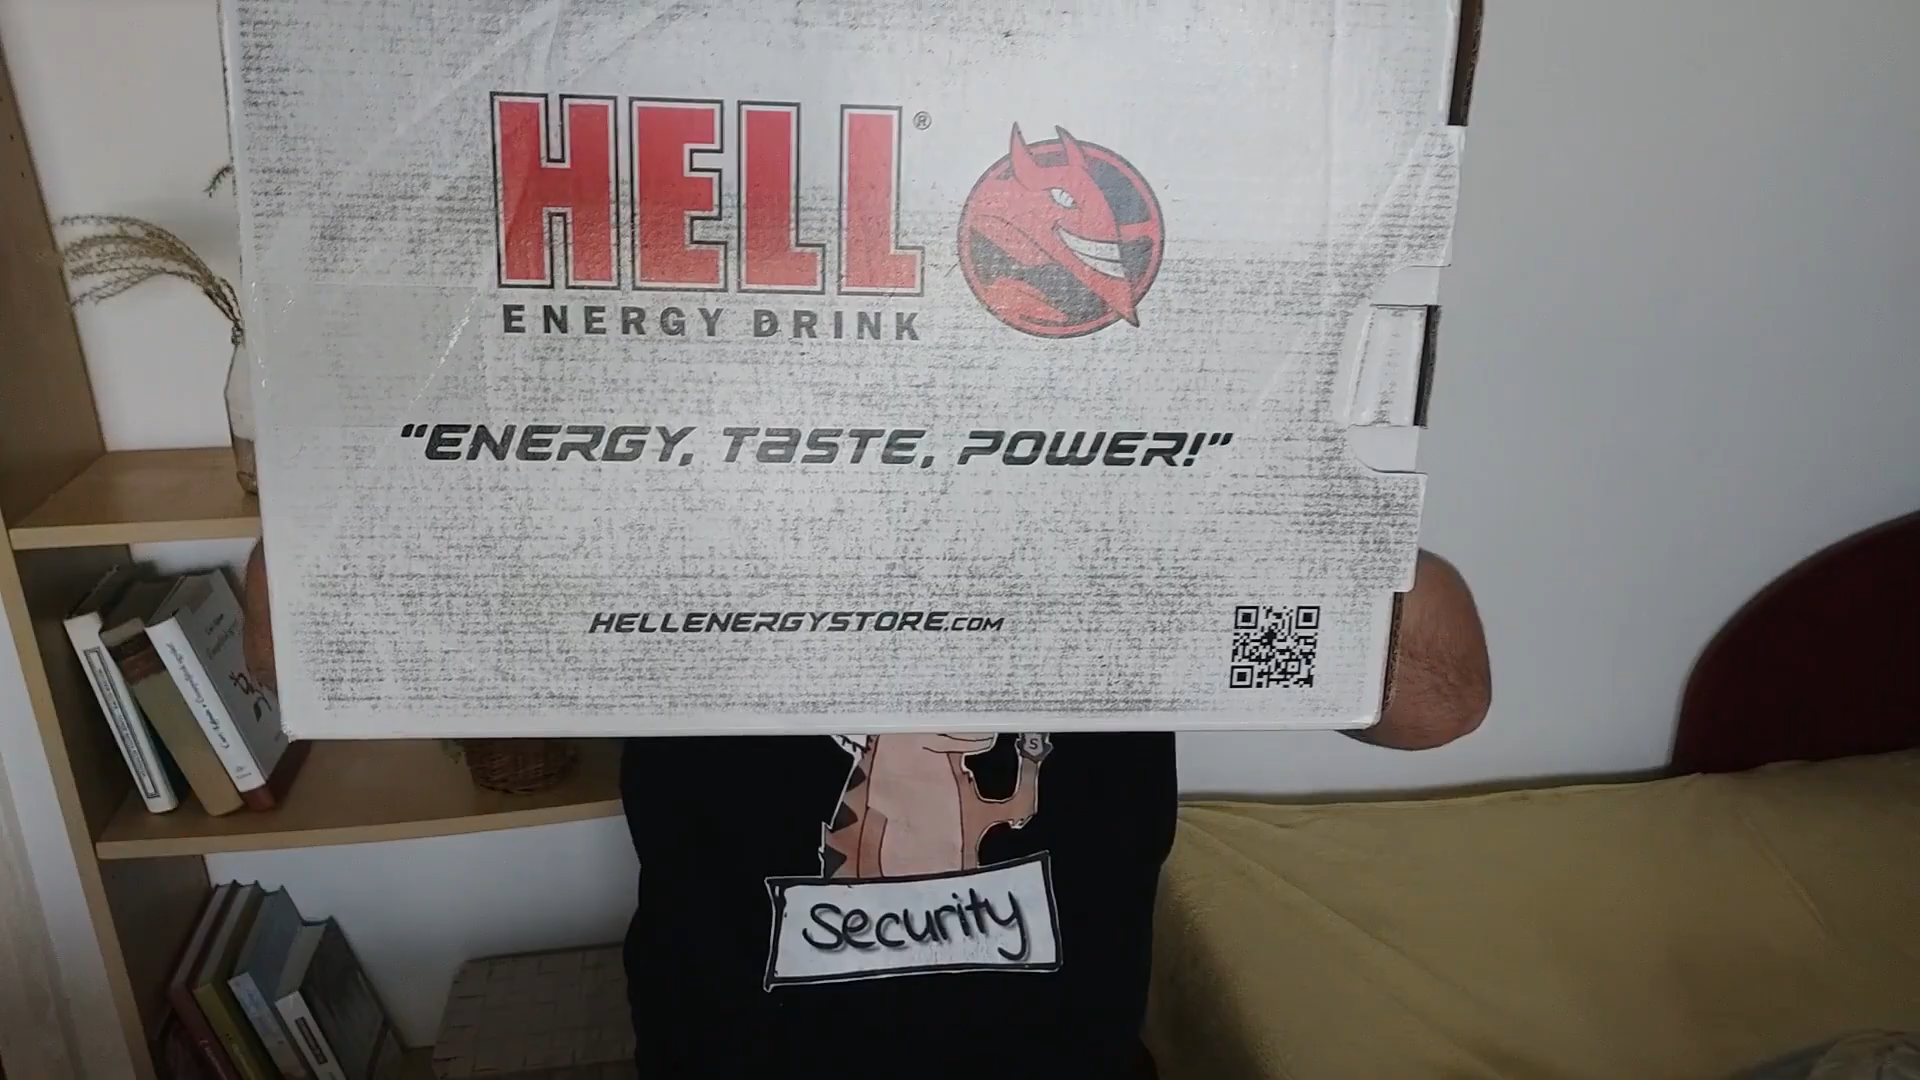 HELL®
ENERGY DRINK
"ENERGY, TASTE, POWER!"
HELLENERGYSTORE.COM
S
Security